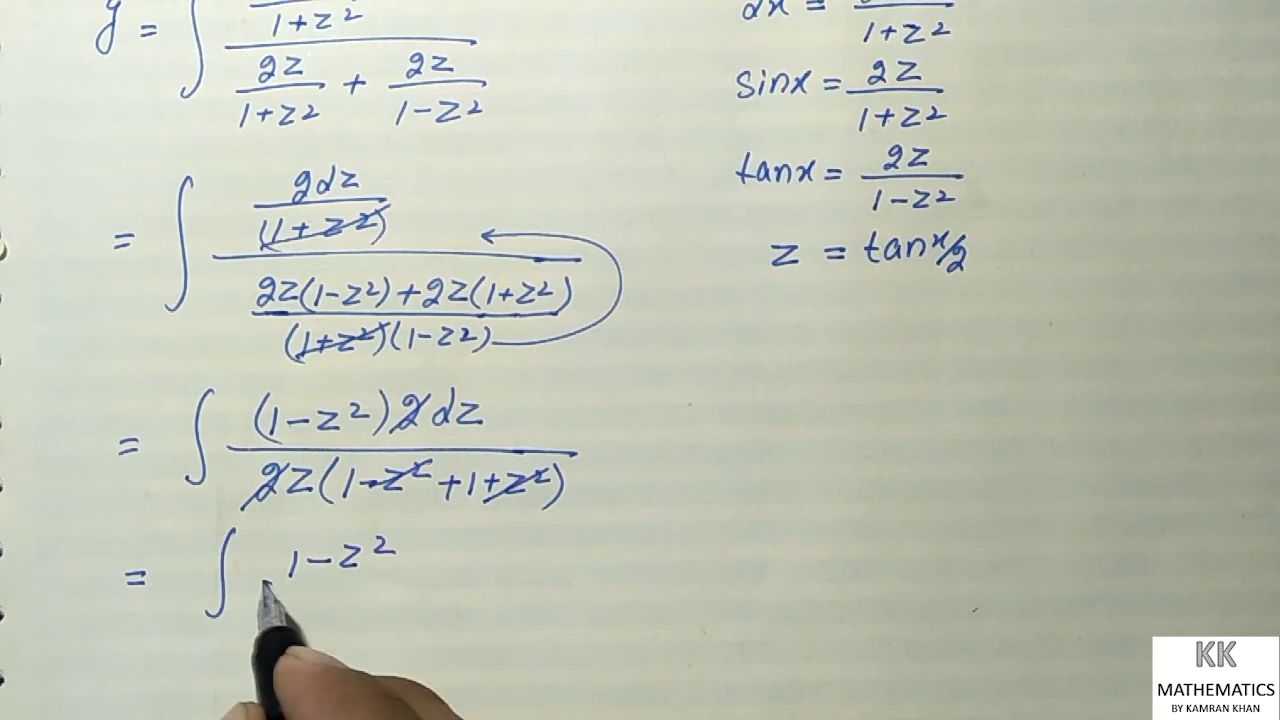 y = ∫ 1+z²
2z/1+z² + 2z/1-z²
= ∫ 2dz/(1+z²)
2z(1-z²)+2z(1+z²)
(1+z²)(1-z²)
= ∫ (1-z²)2dz
2z(1-z²+1+z²)
= ∫ 1-z²
dx =
1+z²
sinx = 2z/1+z²
tanx = 2z/1-z²
z = tan x/2
KK
MATHEMATICS
BY KAMRAN KHAN